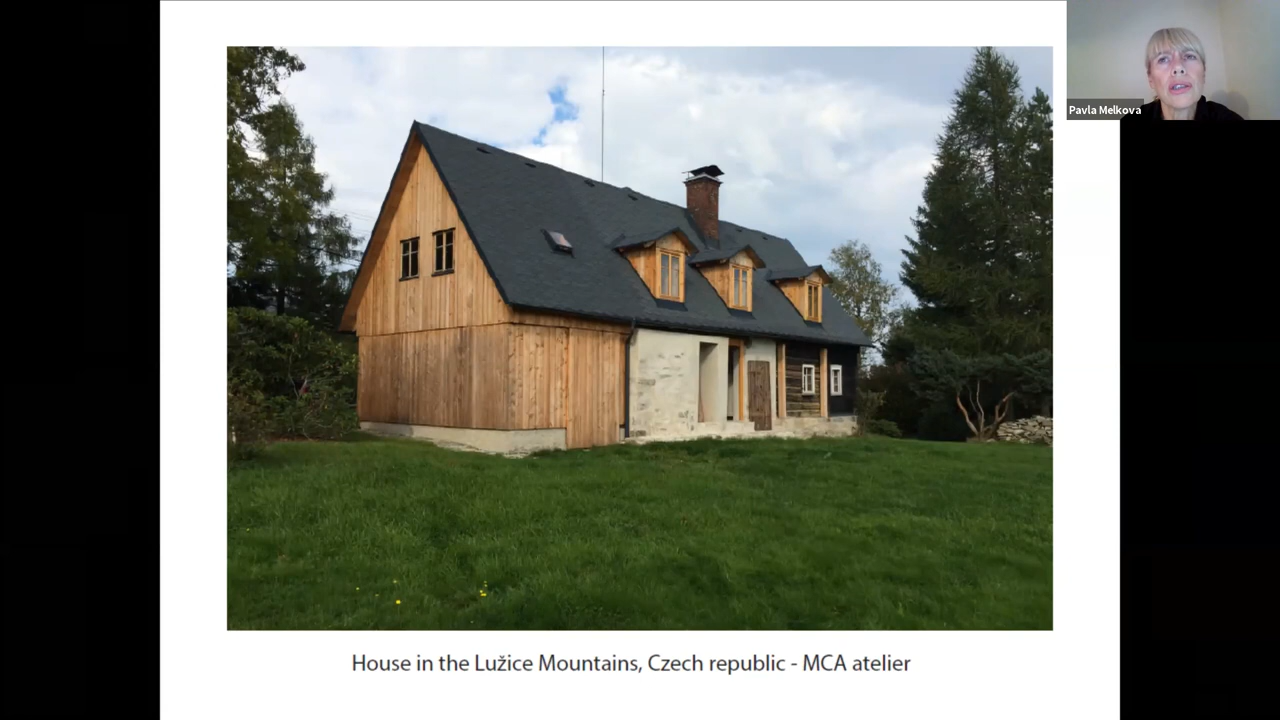 Pavla Melkova
House in the Lužice Mountains, Czech republic - MCA atelier